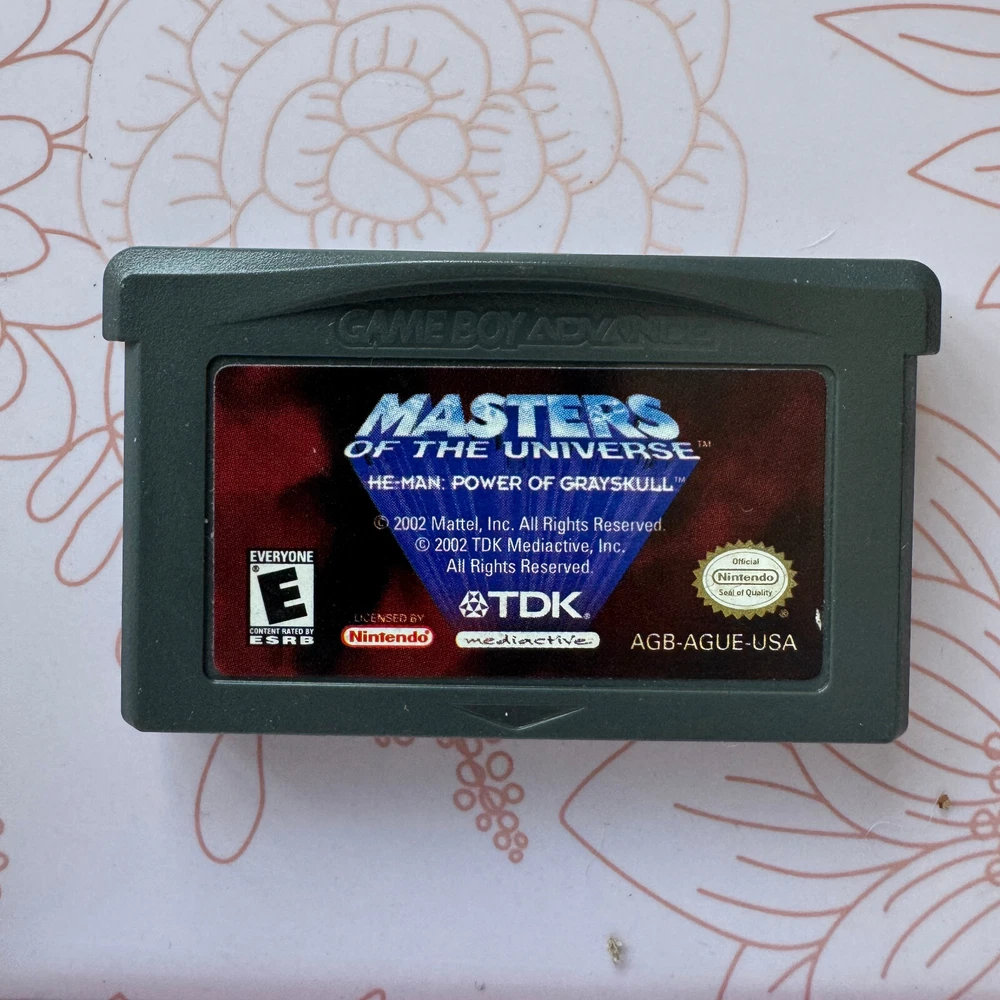 GAME BOY ADVANCE
MASTERS
OF THE UNIVERSE™
HE-MAN: POWER OF GRAYSKULL™
© 2002 Mattel, Inc. All Rights Reserved.
© 2002 TDK Mediactive, Inc.
All Rights Reserved.
EVERYONE
E®
CONTENT RATED BY
ESRB
LICENSED BY
Nintendo®
TDK®
mediactive
Official
Nintendo
Seal of Quality
®
AGB-AGUE-USA